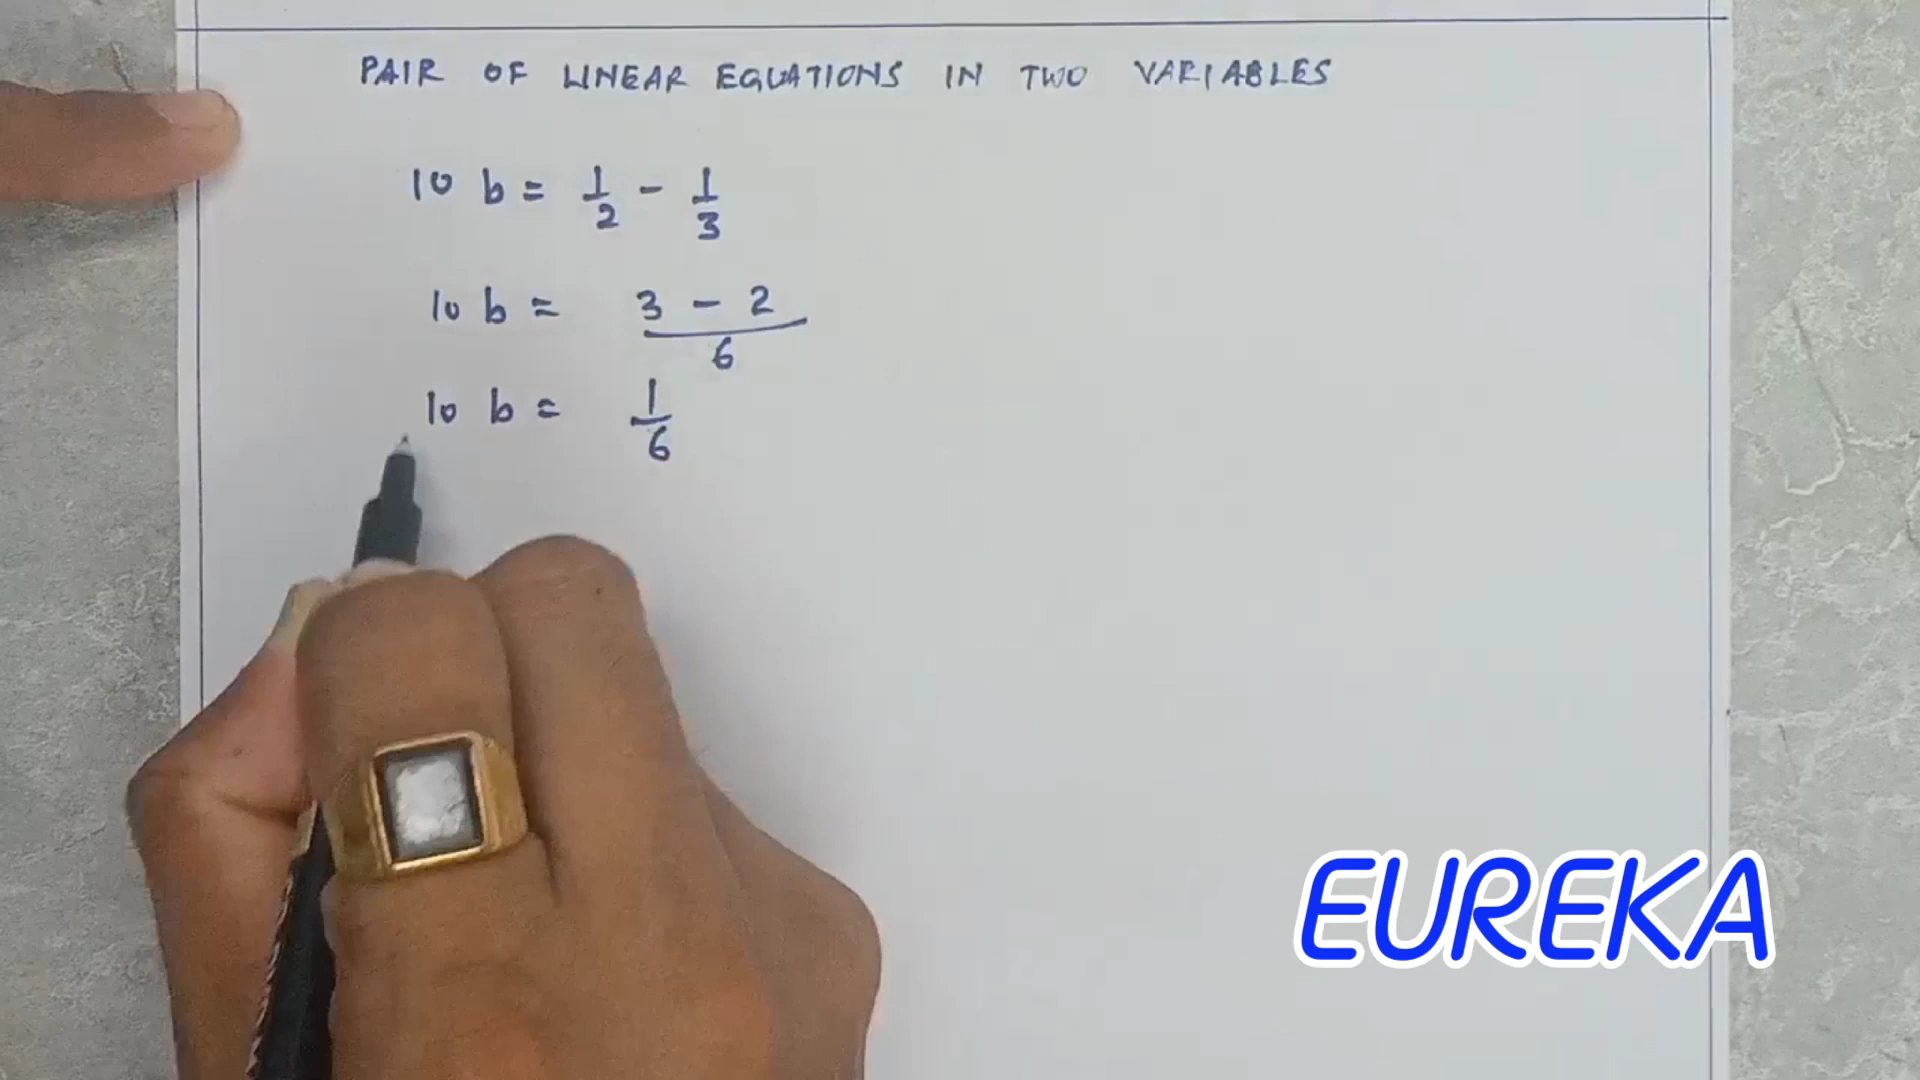 PAIR OF LINEAR EQUATIONS IN TWO VARIABLES
10 b = 1/2 - 1/3
10 b = 3 - 2 / 6
10 b = 1/6
EUREKA